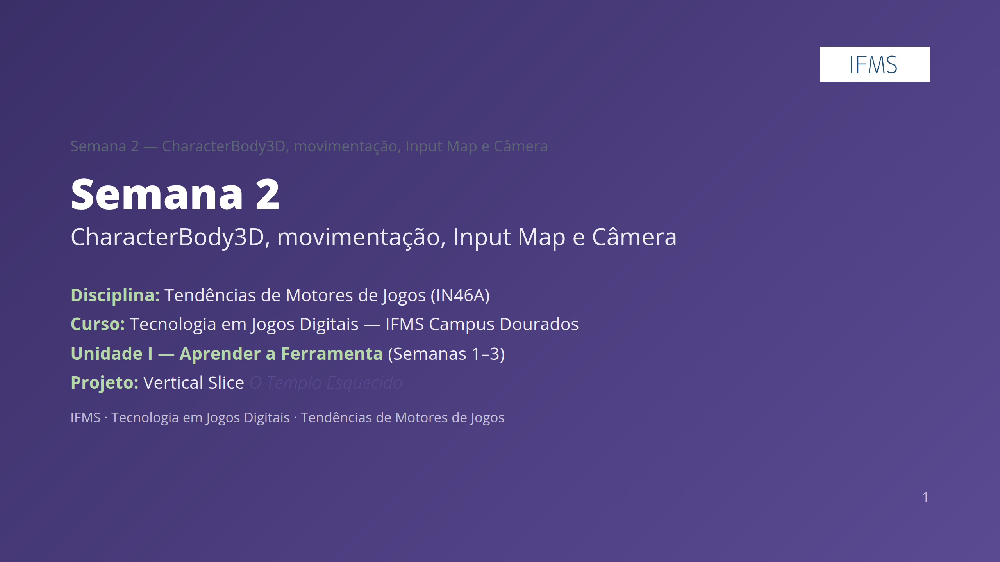 IFMS
Semana 2 — CharacterBody3D, movimentação, Input Map e Câmera
Semana 2
CharacterBody3D, movimentação, Input Map e Câmera
Disciplina: Tendências de Motores de Jogos (IN46A)
Curso: Tecnologia em Jogos Digitais — IFMS Campus Dourados
Unidade I — Aprender a Ferramenta (Semanas 1–3)
Projeto: Vertical Slice O Templo Esquecido
IFMS · Tecnologia em Jogos Digitais · Tendências de Motores de Jogos
1